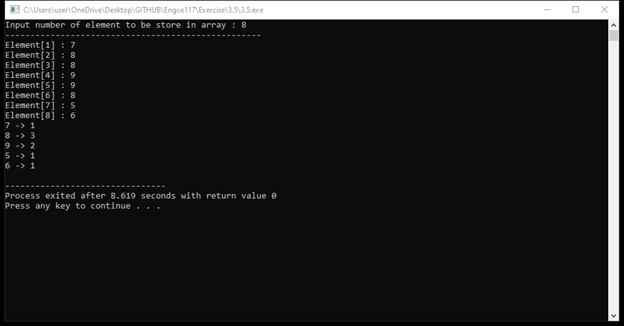 C:\Users\user\OneDrive\Desktop\GITHUB\Engce117\Exercise\3.5\3.5.exe
Input number of element to be store in array : 8
---------------------------------------------------
Element[1] : 7
Element[2] : 8
Element[3] : 8
Element[4] : 9
Element[5] : 9
Element[6] : 8
Element[7] : 5
Element[8] : 6
7 -> 1
8 -> 3
9 -> 2
5 -> 1
6 -> 1
--------------------------------
Process exited after 8.619 seconds with return value 0
Press any key to continue . . .